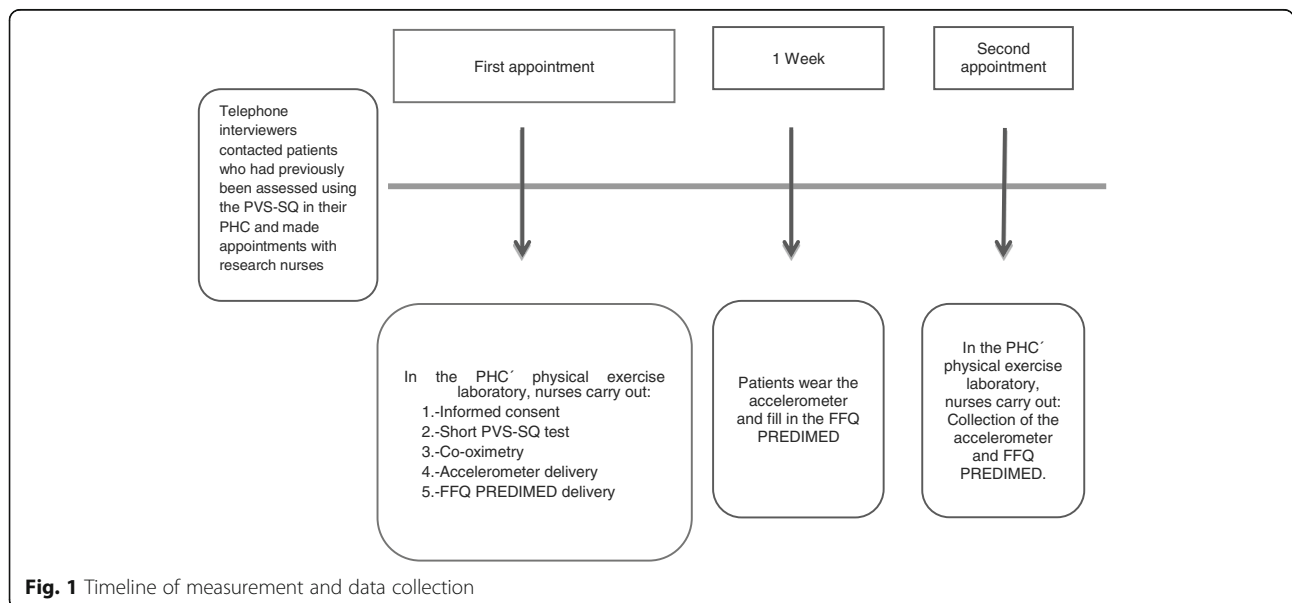 Telephone
interviewers
contacted patients
who had previously
been assessed using
the PVS-SQ in their
PHC and made
appointments with
research nurses
First appointment
1 Week
Second
appointment
In the PHC´ physical exercise
laboratory, nurses carry out:
1.-Informed consent
2.-Short PVS-SQ test
3.-Co-oximetry
4.-Accelerometer delivery
5.-FFQ PREDIMED delivery
Patients wear the
accelerometer
and fill in the FFQ
PREDIMED
In the PHC´
physical exercise
laboratory,
nurses carry out:
Collection of the
accelerometer
and FFQ
PREDIMED.
Fig. 1 Timeline of measurement and data collection